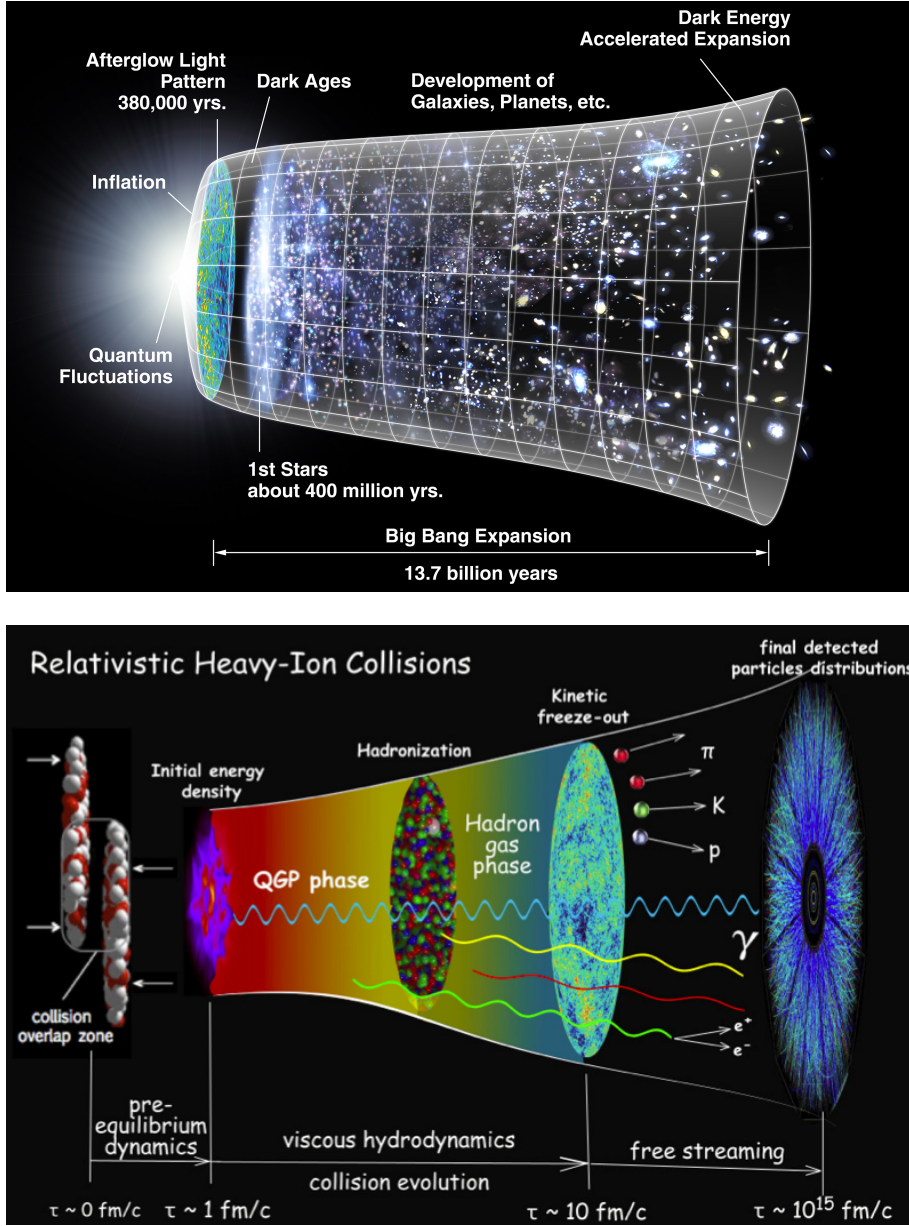 Dark Energy
Accelerated Expansion
Afterglow Light
Pattern
380,000 yrs.
Dark Ages
Development of
Galaxies, Planets, etc.
Inflation
Quantum
Fluctuations
1st Stars
about 400 million yrs.
Big Bang Expansion
13.7 billion years
Relativistic Heavy-Ion Collisions
final detected
particles distributions
Kinetic
freeze-out
Hadronization
Initial energy
density
π
K
p
QGP phase
Hadron
gas
phase
γ
collision
overlap zone
e⁺
e⁻
pre-
equilibrium
dynamics
viscous hydrodynamics
collision evolution
free streaming
τ ~ 0 fm/c
τ ~ 1 fm/c
τ ~ 10 fm/c
τ ~ 10¹⁵ fm/c